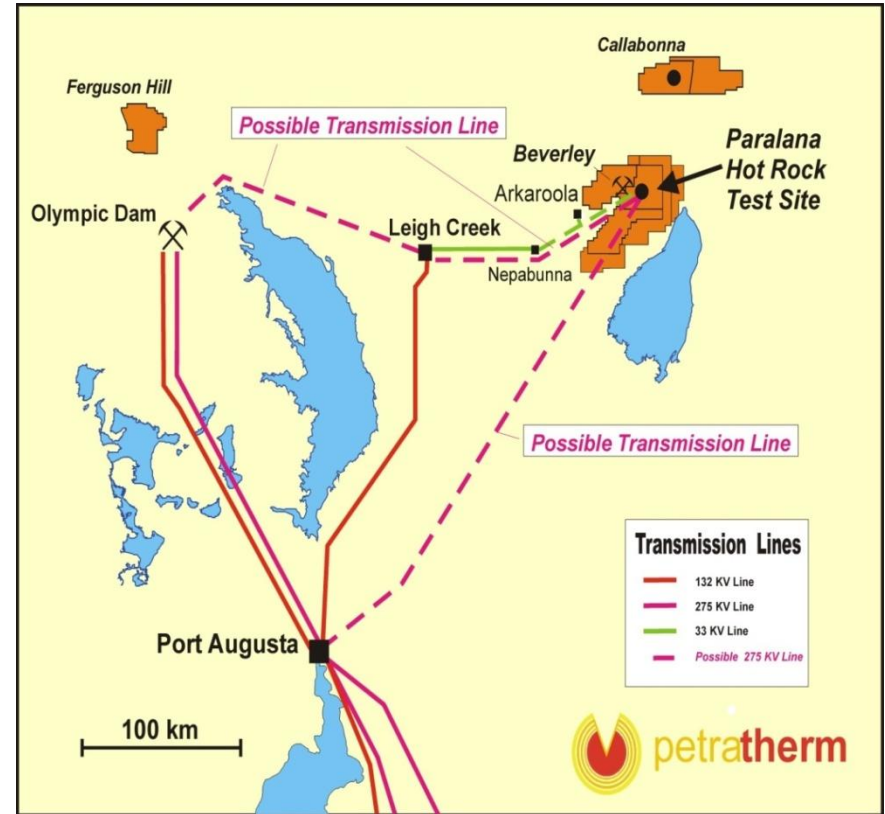 Callabonna
Ferguson Hill
Possible Transmission Line
Beverley
Paralana
Hot Rock
Test Site
Arkaroola
Olympic Dam
Leigh Creek
Nepabunna
Possible Transmission Line
Transmission Lines
132 KV Line
275 KV Line
33 KV Line
Possible 275 KV Line
Port Augusta
100 km
petratherm